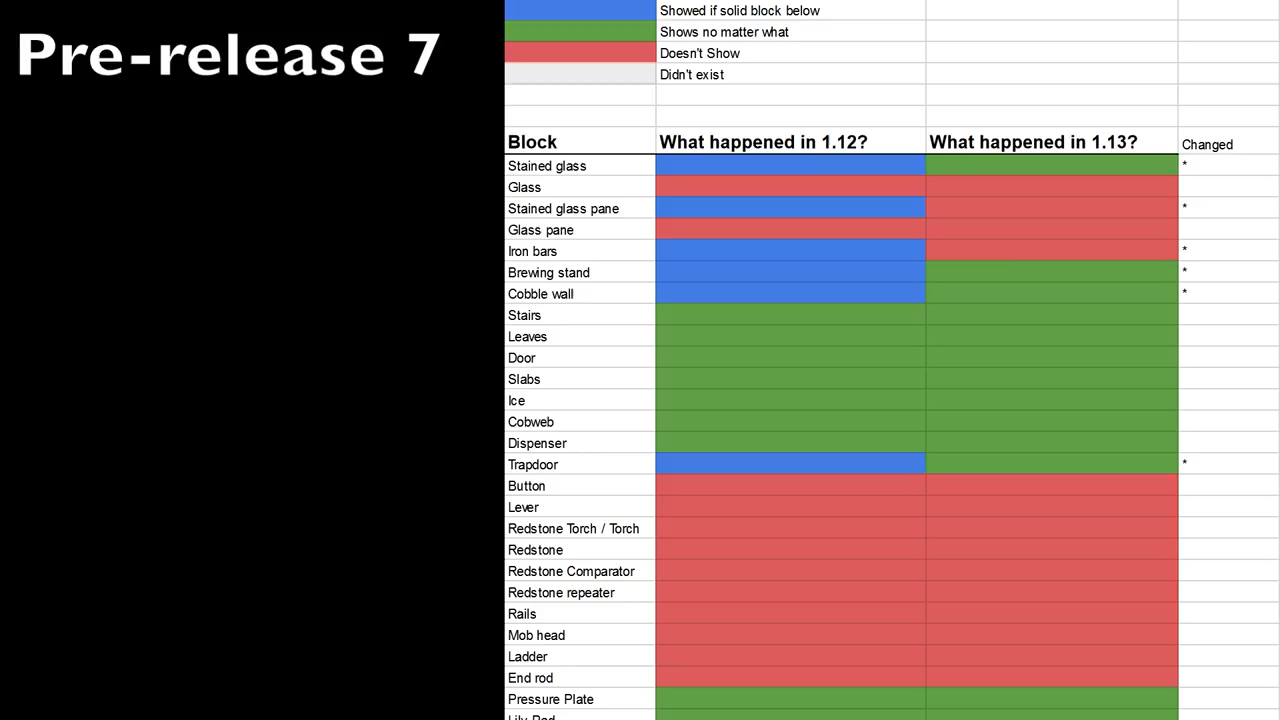 Pre-release 7
Showed if solid block below
Shows no matter what
Doesn't Show
Didn't exist
Block What happened in 1.12? What happened in 1.13? Changed
Stained glass *
Glass
Stained glass pane *
Glass pane
Iron bars *
Brewing stand *
Cobble wall *
Stairs
Leaves
Door
Slabs
Ice
Cobweb
Dispenser
Trapdoor *
Button
Lever
Redstone Torch / Torch
Redstone
Redstone Comparator
Redstone repeater
Rails
Mob head
Ladder
End rod
Pressure Plate
Lily Pad